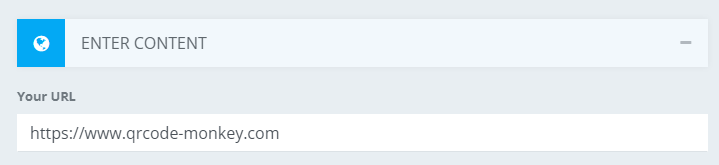 ENTER CONTENT
Your URL
https://www.qrcode-monkey.com